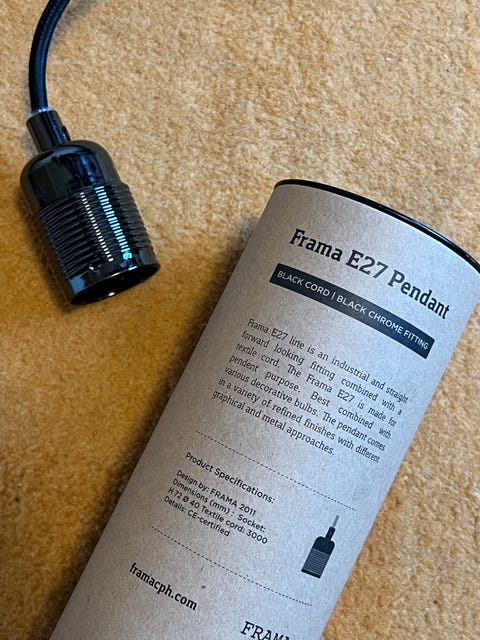 Frama E27 Pendant
BLACK CORD | BLACK CHROME FITTING
Frama E27 line is an industrial and straight
forward looking fitting combined with a
textile cord. The Frama E27 is made for
pendent purpose. Best combined with
various decorative bulbs. The pendant comes
in a variety of refined finishes with different
graphical and metal approaches.
Product Specifications:
Design by: FRAMA 2011
Dimensions (mm) : Socket:
H 72 Ø 40 Textile cord: 3000
Details: CE-certified
framacph.com
FRAMA